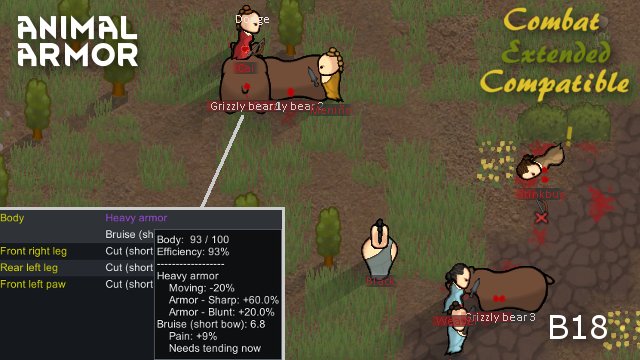 ANIMAL
ARMOR
Combat
Extended
Compatible
Dodge
Grizzly bear 1
Grizzly bear 3
B18
Body Heavy armor
Bruise (sh
Front right leg Cut (short
Rear left leg Cut (short
Front left paw Cut (short
Body: 93 / 100
Efficiency: 93%
------------------
Heavy armor
Moving: -20%
Armor - Sharp: +60.0%
Armor - Blunt: +20.0%
Bruise (short bow): 6.8
Pain: +9%
Needs tending now